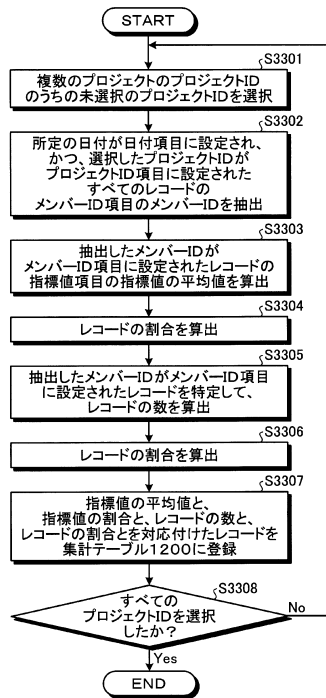 START
S3301
複数のプロジェクトのプロジェクトID
のうちの未選択のプロジェクトIDを選択
S3302
所定の日付が日付項目に設定され、
かつ、選択したプロジェクトIDが
プロジェクトID項目に設定された
すべてのレコードの
メンバーID項目のメンバーIDを抽出
S3303
抽出したメンバーIDが
メンバーID項目に設定されたレコードの
指標値項目の指標値の平均値を算出
S3304
レコードの割合を算出
S3305
抽出したメンバーIDがメンバーID項目
に設定されたレコードを特定して、
レコードの数を算出
S3306
レコードの割合を算出
S3307
指標値の平均値と、
指標値の割合と、レコードの数と、
レコードの割合とを対応付けたレコードを
集計テーブル1200に登録
S3308
すべての
プロジェクトIDを選択
したか?
No
Yes
END